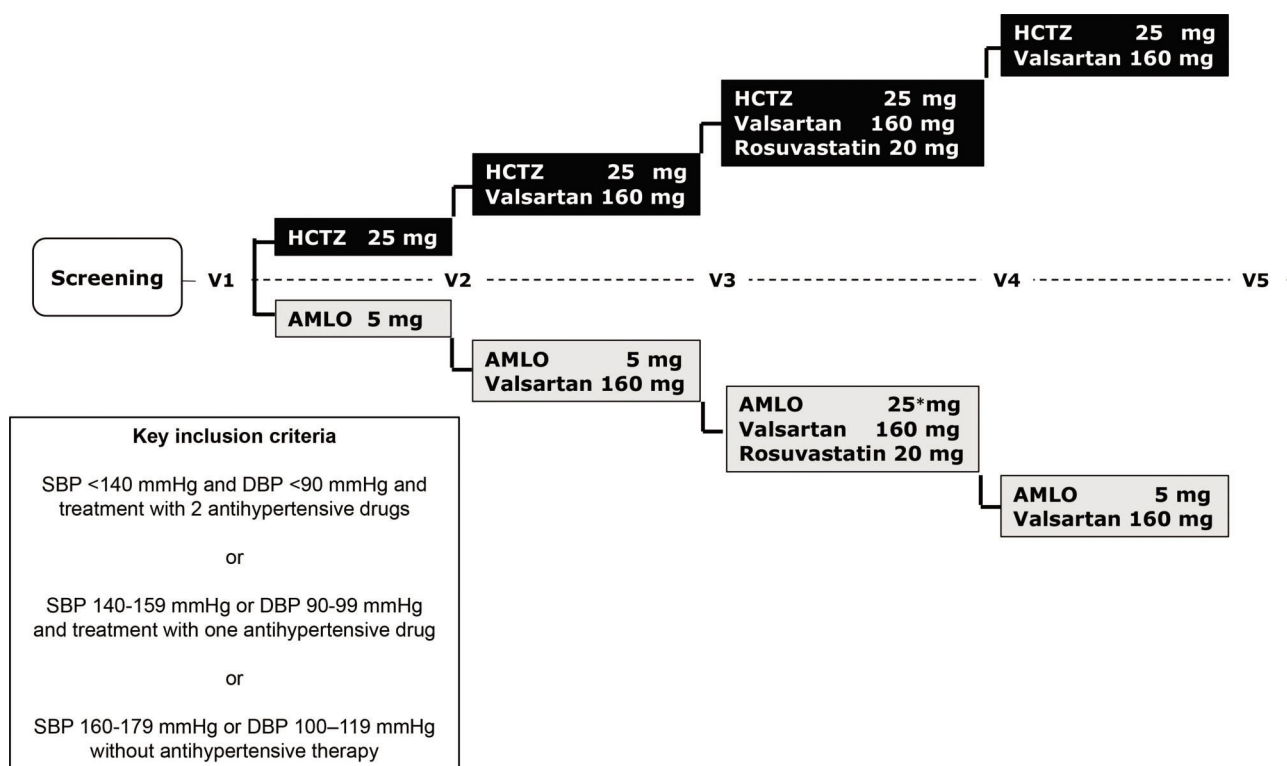 HCTZ 25 mg
Valsartan 160 mg
HCTZ 25 mg
Valsartan 160 mg
Rosuvastatin 20 mg
HCTZ 25 mg
Valsartan 160 mg
HCTZ 25 mg
Screening
V1
V2
V3
V4
V5
AMLO 5 mg
AMLO 5 mg
Valsartan 160 mg
AMLO 25*mg
Valsartan 160 mg
Rosuvastatin 20 mg
AMLO 5 mg
Valsartan 160 mg
Key inclusion criteria
SBP <140 mmHg and DBP <90 mmHg and
treatment with 2 antihypertensive drugs
or
SBP 140-159 mmHg or DBP 90-99 mmHg
and treatment with one antihypertensive drug
or
SBP 160-179 mmHg or DBP 100–119 mmHg
without antihypertensive therapy